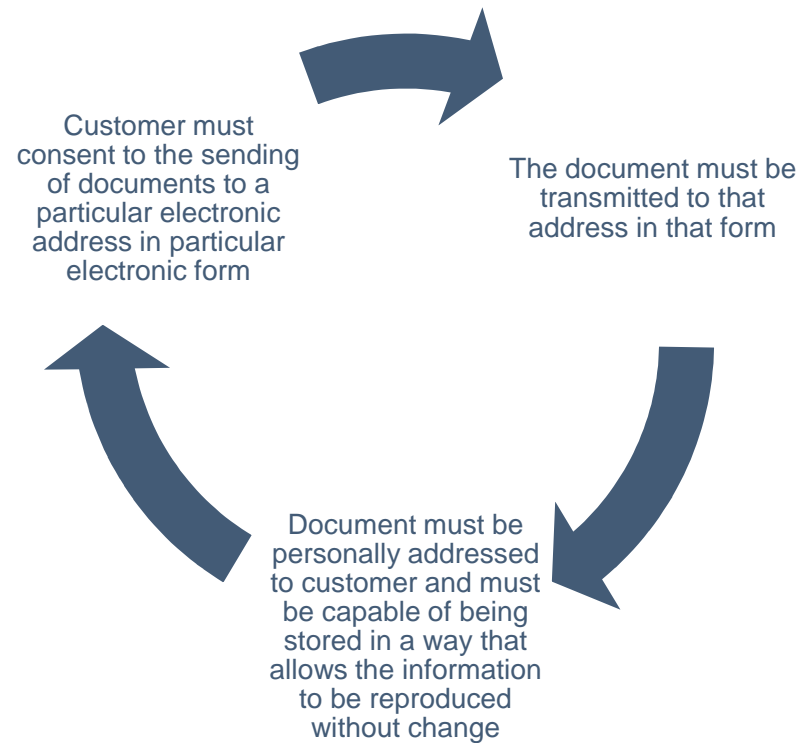 Customer must
consent to the sending
of documents to a
particular electronic
address in particular
electronic form
The document must be
transmitted to that
address in that form
Document must be
personally addressed
to customer and must
be capable of being
stored in a way that
allows the information
to be reproduced
without change